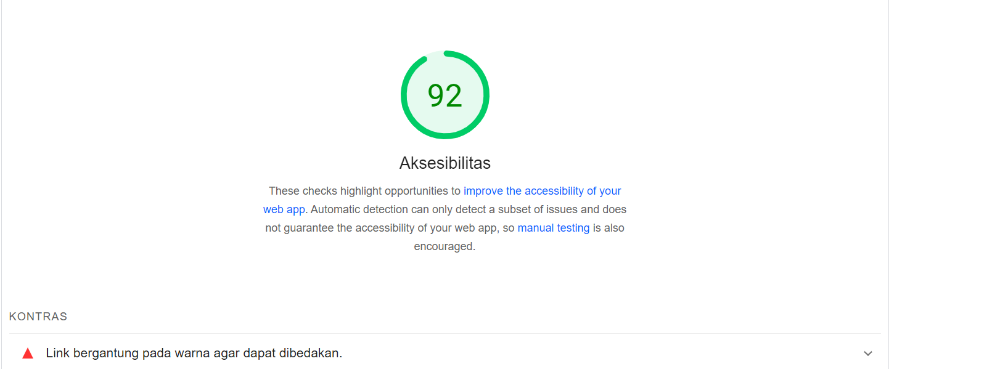 92
Aksesibilitas
These checks highlight opportunities to improve the accessibility of your
web app. Automatic detection can only detect a subset of issues and does
not guarantee the accessibility of your web app, so manual testing is also
encouraged.
KONTRAS
Link bergantung pada warna agar dapat dibedakan.